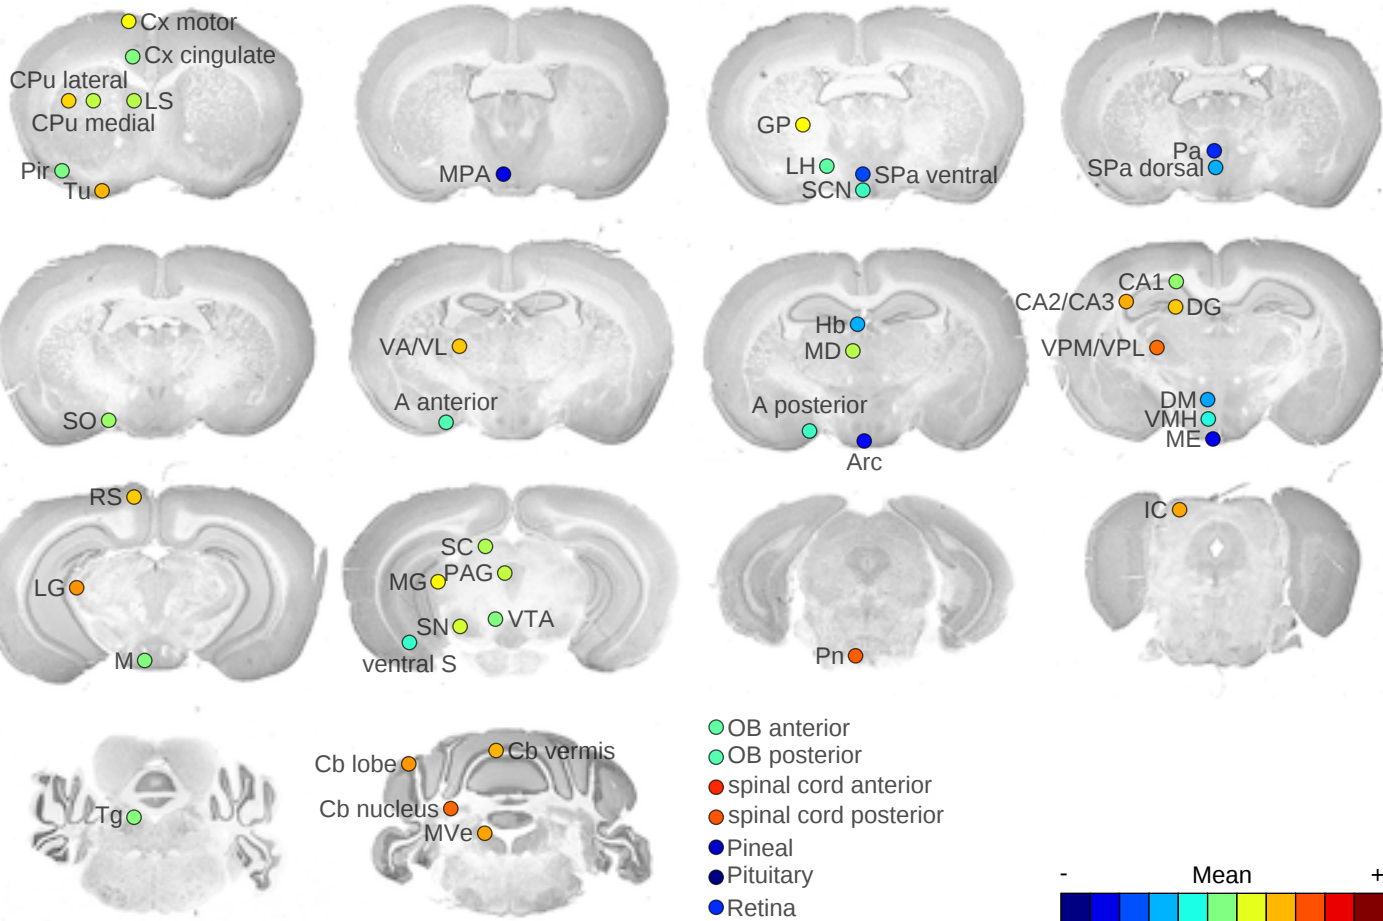 Cx motor
Cx cingulate
CPu lateral
LS
CPu medial
Pir
Tu
MPA
GP
LH
SPa ventral
SCN
Pa
SPa dorsal
SO
VA/VL
A anterior
Hb
MD
A posterior
Arc
CA1
CA2/CA3
DG
VPM/VPL
DM
VMH
ME
RS
LG
M
SC
PAG
MG
SN
VTA
ventral S
Pn
IC
Tg
Cb lobe
Cb vermis
Cb nucleus
MVe
OB anterior
OB posterior
spinal cord anterior
spinal cord posterior
Pineal
Pituitary
Retina
- Mean +